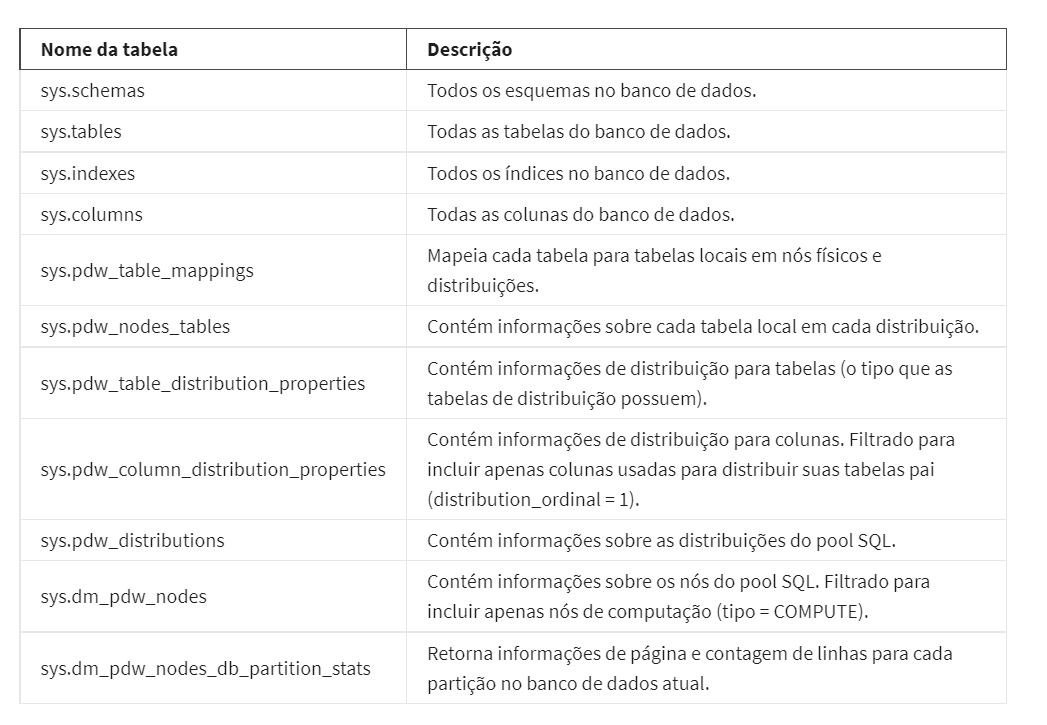 Nome da tabela Descrição
sys.schemas Todos os esquemas no banco de dados.
sys.tables Todas as tabelas do banco de dados.
sys.indexes Todos os índices no banco de dados.
sys.columns Todas as colunas do banco de dados.
sys.pdw_table_mappings Mapeia cada tabela para tabelas locais em nós físicos e
distribuições.
sys.pdw_nodes_tables Contém informações sobre cada tabela local em cada distribuição.
sys.pdw_table_distribution_properties Contém informações de distribuição para tabelas (o tipo que as
tabelas de distribuição possuem).
sys.pdw_column_distribution_properties Contém informações de distribuição para colunas. Filtrado para
incluir apenas colunas usadas para distribuir suas tabelas pai
(distribution_ordinal = 1).
sys.pdw_distributions Contém informações sobre as distribuições do pool SQL.
sys.dm_pdw_nodes Contém informações sobre os nós do pool SQL. Filtrado para
incluir apenas nós de computação (tipo = COMPUTE).
sys.dm_pdw_nodes_db_partition_stats Retorna informações de página e contagem de linhas para cada
partição no banco de dados atual.